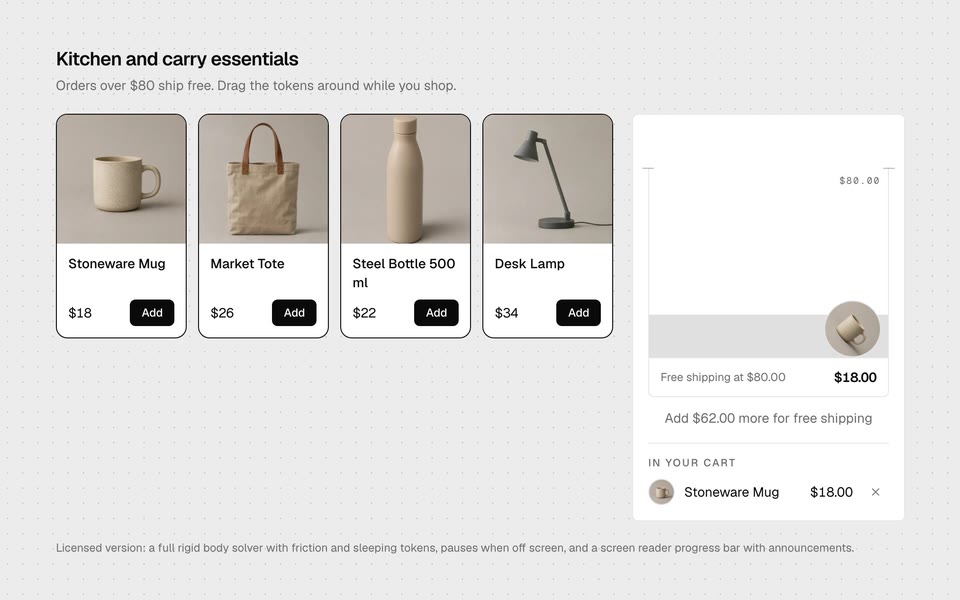 Kitchen and carry essentials
Orders over $80 ship free. Drag the tokens around while you shop.
Stoneware Mug
$18
Add
Market Tote
$26
Add
Steel Bottle 500
ml
$22
Add
Desk Lamp
$34
Add
$80.00
Free shipping at $80.00
$18.00
Add $62.00 more for free shipping
IN YOUR CART
Stoneware Mug
$18.00
×
Licensed version: a full rigid body solver with friction and sleeping tokens, pauses when off screen, and a screen reader progress bar with announcements.